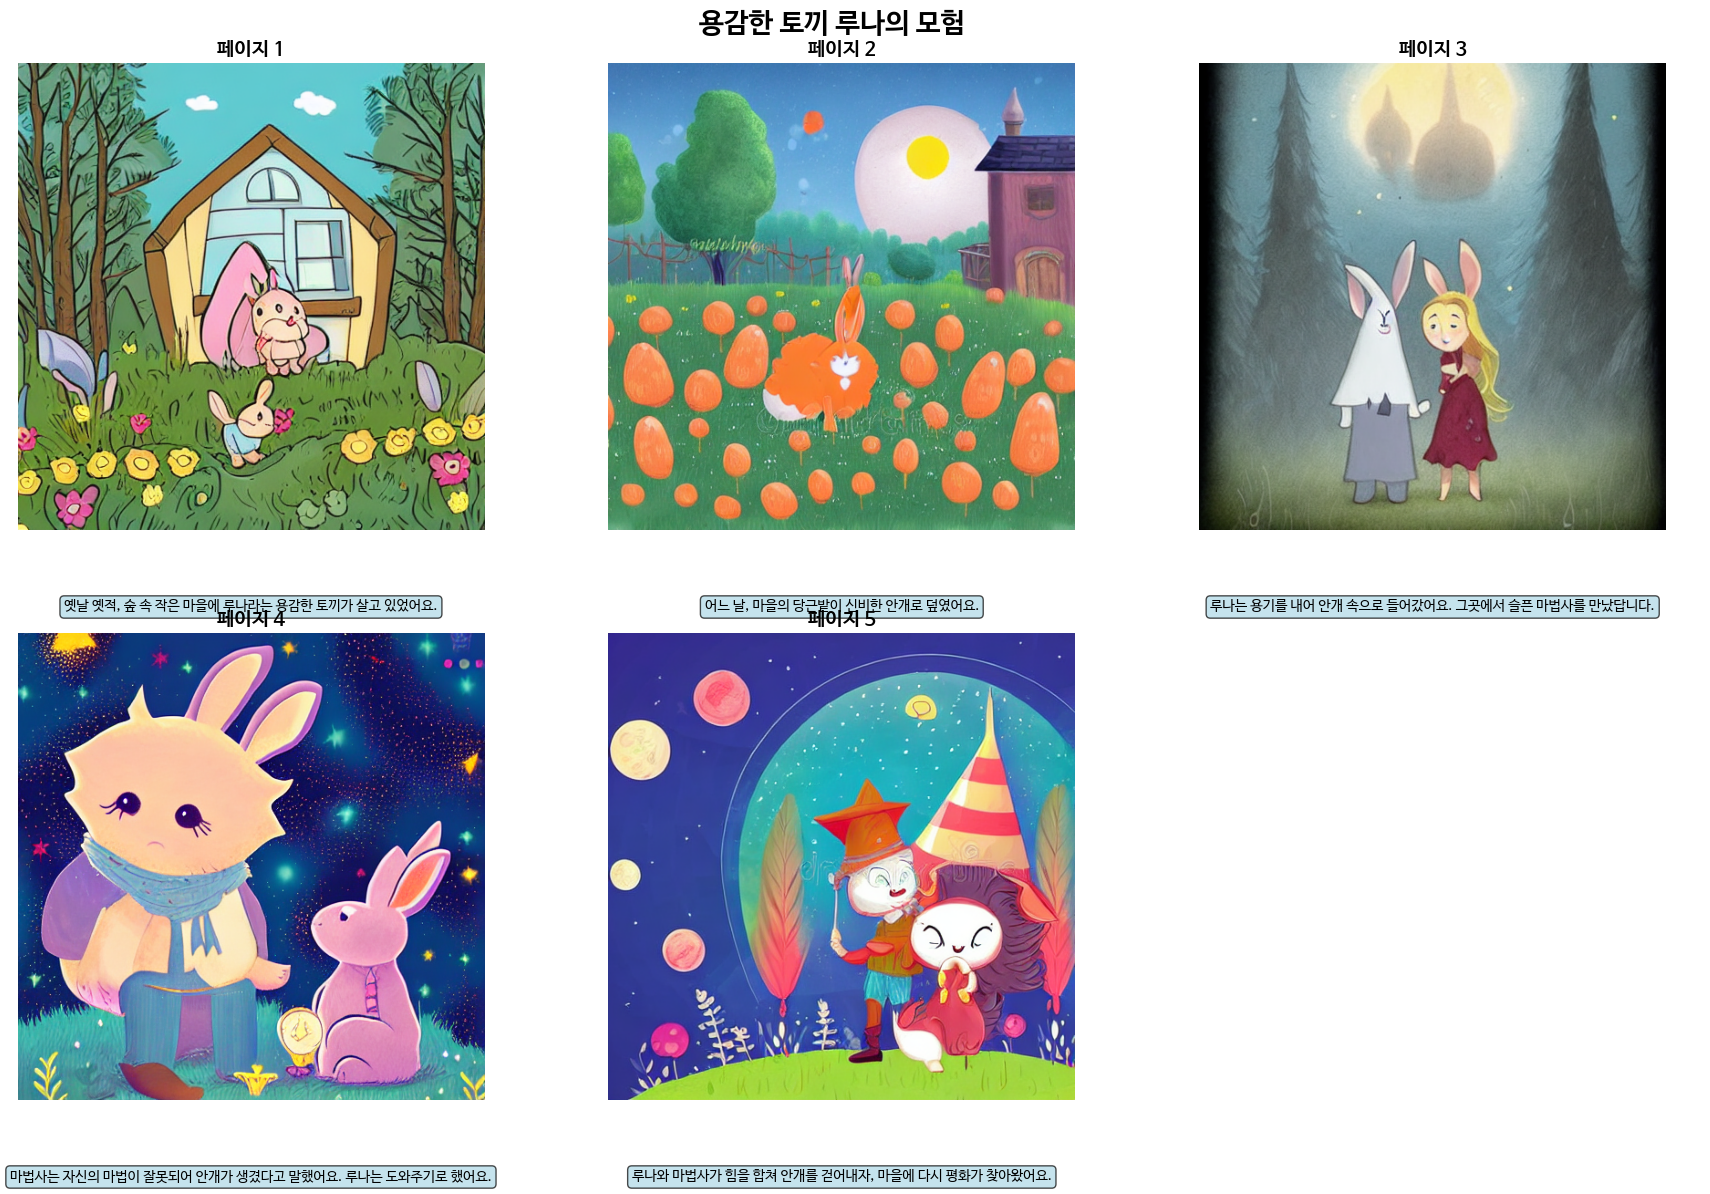 용감한 토끼 루나의 모험
페이지 1
페이지 2
페이지 3
옛날 옛적, 숲 속 작은 마을에 루나라는 용감한 토끼가 살고 있었어요.
어느 날, 마을의 당근밭이 신비한 안개로 덮였어요.
루나는 용기를 내어 안개 속으로 들어갔어요. 그곳에서 슬픈 마법사를 만났답니다.
페이지 4
페이지 5
마법사는 자신의 마법이 잘못되어 안개가 생겼다고 말했어요. 루나는 도와주기로 했어요.
루나와 마법사가 힘을 합쳐 안개를 걷어내자, 마을에 다시 평화가 찾아왔어요.